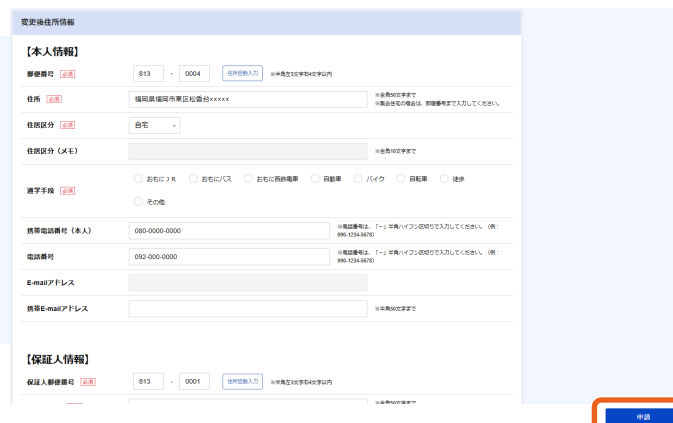 変更後住所情報
【本人情報】
郵便番号 必須 813 - 0004 住所自動入力 ※半角左3文字右4文字以内
住所 必須 福岡県福岡市東区松香台xxxxx ※全角50文字まで
※集合住宅の場合は、部屋番号まで入力してください。
住居区分 必須 自宅
住居区分（メモ） ※全角10文字まで
通学手段 必須 おもにＪＲ おもにバス おもに西鉄電車 自動車 バイク 自転車 徒歩
その他
携帯電話番号（本人） 080-0000-0000 ※電話番号は、「－」半角ハイフン区切りで入力してください。（例：
090-1234-5678）
電話番号 092-000-0000 ※電話番号は、「－」半角ハイフン区切りで入力してください。（例：
090-1234-5678）
E-mailアドレス
携帯E-mailアドレス ※半角50文字まで
【保証人情報】
保証人郵便番号 必須 813 - 0001 住所自動入力 ※半角左3文字右4文字以内
申請